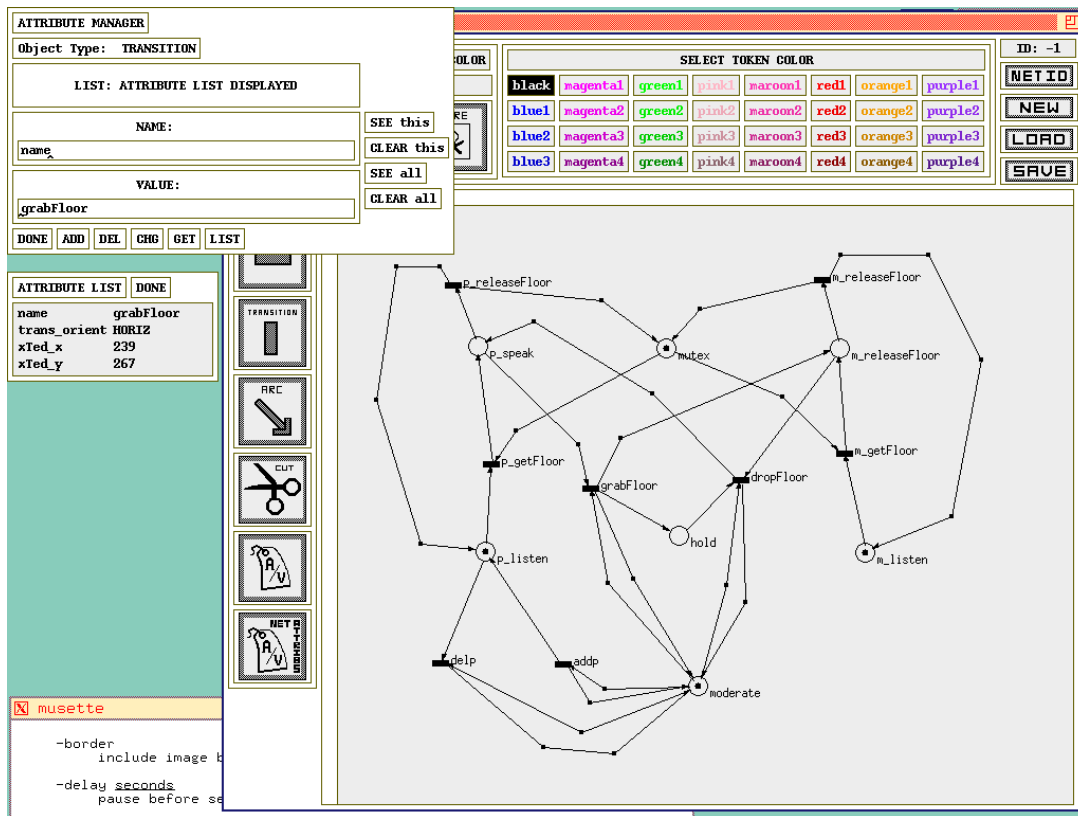 ATTRIBUTE MANAGER
Object Type: TRANSITION
LIST: ATTRIBUTE LIST DISPLAYED
NAME:
name
VALUE:
grabFloor
SEE this
CLEAR this
SEE all
CLEAR all
DONE ADD DEL CHG GET LIST
ATTRIBUTE LIST DONE
name grabFloor
trans_orient HORIZ
xTed_x 239
xTed_y 267
OLOR
RE
SELECT TOKEN COLOR
black magenta1 green1 pink1 maroon1 red1 orange1 purple1
blue1 magenta2 green2 pink2 maroon2 red2 orange2 purple2
blue2 magenta3 green3 pink3 maroon3 red3 orange3 purple3
blue3 magenta4 green4 pink4 maroon4 red4 orange4 purple4
ID: -1
NET ID
NEW
LOAD
SAVE
TRANSITION
ARC
CUT
A/V
NET ATTRIBS
A/V
p_releaseFloor
m_releaseFloor
p_speak
mutex
m_releaseFloor
p_getFloor
m_getFloor
grabFloor
dropFloor
hold
p_listen
m_listen
delp
addp
moderate
musette
-border
include image b
-delay seconds
pause before se